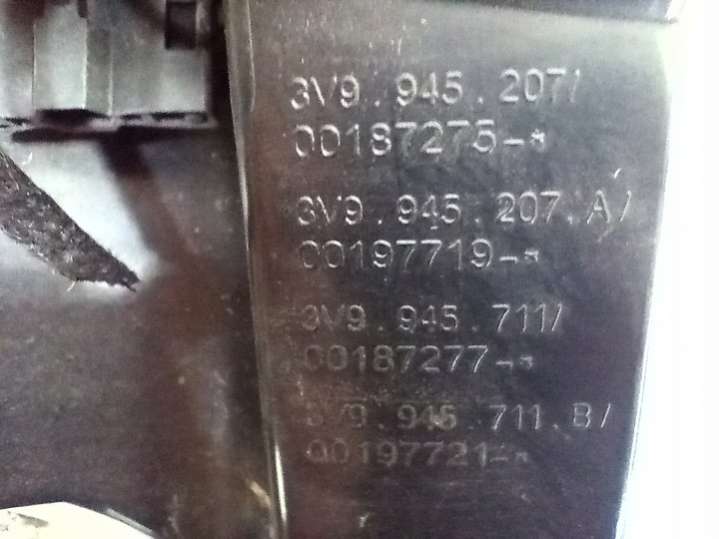 3V9.945.207/
00187275-*
3V9.945.207.A/
00197719-*
3V9.945.711/
00187277-*
3V9.945.711.B/
00197721-*